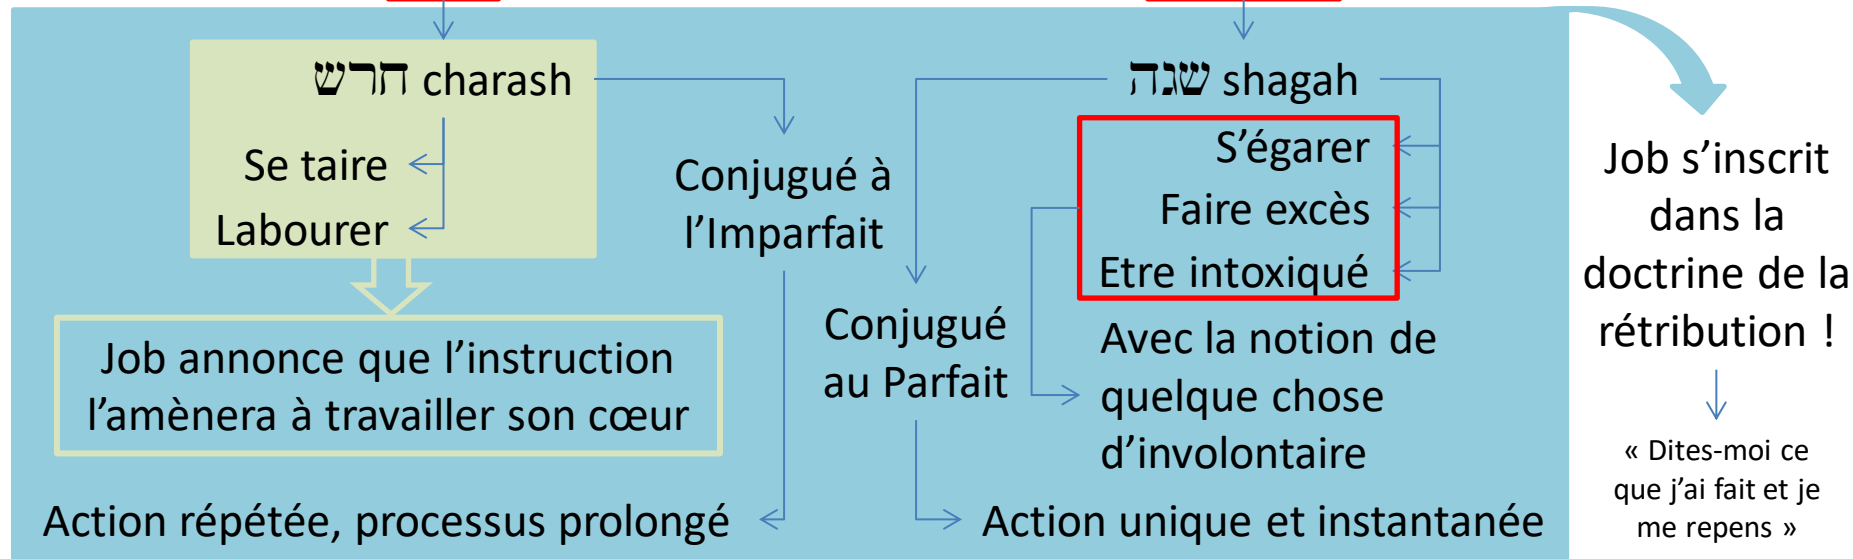 חרש charash
Se taire
Labourer
Job annonce que l’instruction
l’amènera à travailler son cœur
Conjugué à
l’Imparfait
Action répétée, processus prolongé
שגה shagah
S’égarer
Faire excès
Etre intoxiqué
Avec la notion de
quelque chose
d’involontaire
Conjugué
au Parfait
Action unique et instantanée
Job s’inscrit
dans la
doctrine de la
rétribution !
« Dites-moi ce
que j’ai fait et je
me repens »